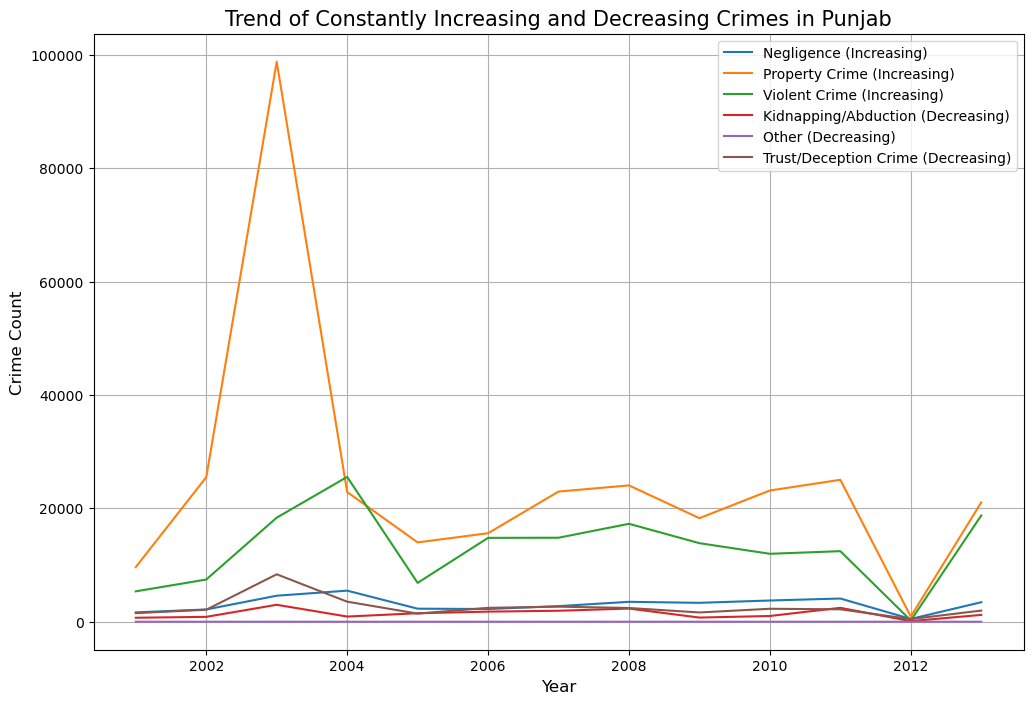 Trend of Constantly Increasing and Decreasing Crimes in Punjab
Negligence (Increasing)
Property Crime (Increasing)
Violent Crime (Increasing)
Kidnapping/Abduction (Decreasing)
Other (Decreasing)
Trust/Deception Crime (Decreasing)
Crime Count
100000
80000
60000
40000
20000
0
2002 2004 2006 2008 2010 2012
Year